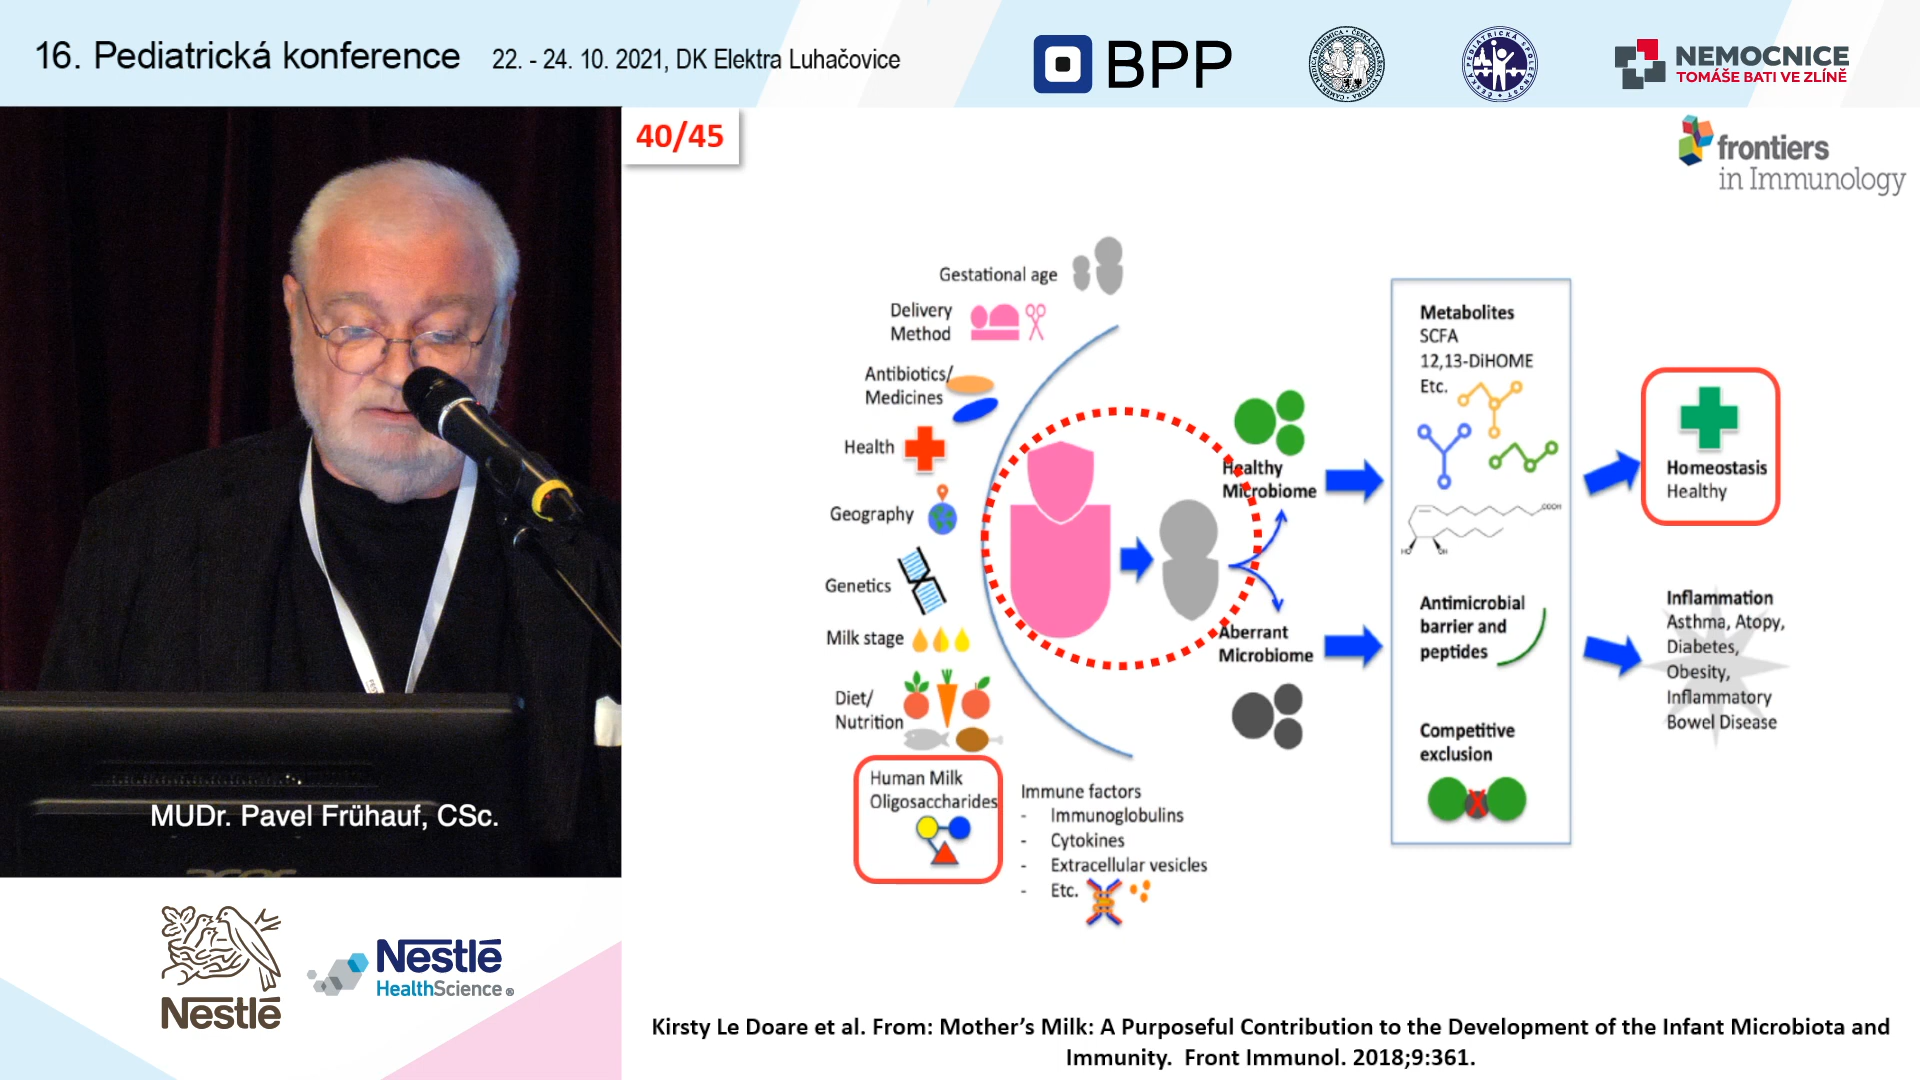 16. Pediatrická konference 22. - 24. 10. 2021, DK Elektra Luhačovice
BPP
NEMOCNICE
TOMÁŠE BATI VE ZLÍNĚ
40/45
frontiers
in Immunology
Gestational age
Delivery
Method
Antibiotics/
Medicines
Health
Geography
Genetics
Milk stage
Diet/
Nutrition
Human Milk
Oligosaccharides
Immune factors
- Immunoglobulins
- Cytokines
- Extracellular vesicles
- Etc.
Healthy
Microbiome
Aberrant
Microbiome
Metabolites
SCFA
12,13-DiHOME
Etc.
COOH
HO
OH
Antimicrobial
barrier and
peptides
Competitive
exclusion
X
Homeostasis
Healthy
Inflammation
Asthma, Atopy,
Diabetes,
Obesity,
Inflammatory
Bowel Disease
MUDr. Pavel Frühauf, CSc.
Nestlé
Nestlé
HealthScience®
Kirsty Le Doare et al. From: Mother’s Milk: A Purposeful Contribution to the Development of the Infant Microbiota and
Immunity. Front Immunol. 2018;9:361.